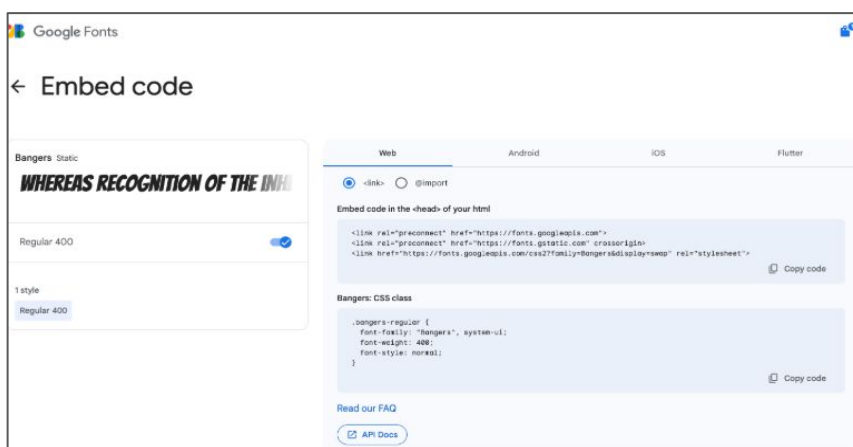 Google Fonts
← Embed code
Bangers Static
WHEREAS RECOGNITION OF THE INH
Regular 400
1 style
Regular 400
Web Android iOS Flutter
<link> @import
Embed code in the <head> of your html
<link rel="preconnect" href="https://fonts.googleapis.com">
<link rel="preconnect" href="https://fonts.gstatic.com" crossorigin>
<link href="https://fonts.googleapis.com/css2?family=Bangers&display=swap" rel="stylesheet">
Copy code
Bangers: CSS class
.bangers-regular {
font-family: "Bangers", system-ui;
font-weight: 400;
font-style: normal;
}
Copy code
Read our FAQ
API Docs